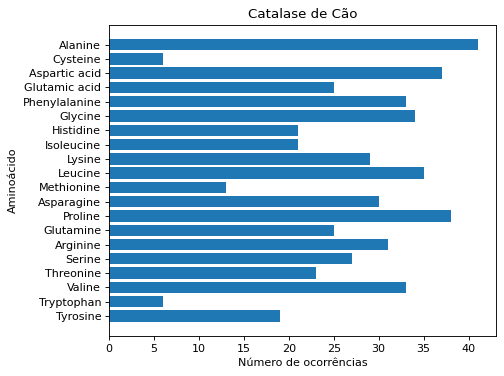 Catalase de Cão
Aminoácido
Alanine
Cysteine
Aspartic acid
Glutamic acid
Phenylalanine
Glycine
Histidine
Isoleucine
Lysine
Leucine
Methionine
Asparagine
Proline
Glutamine
Arginine
Serine
Threonine
Valine
Tryptophan
Tyrosine
0 5 10 15 20 25 30 35 40
Número de ocorrências